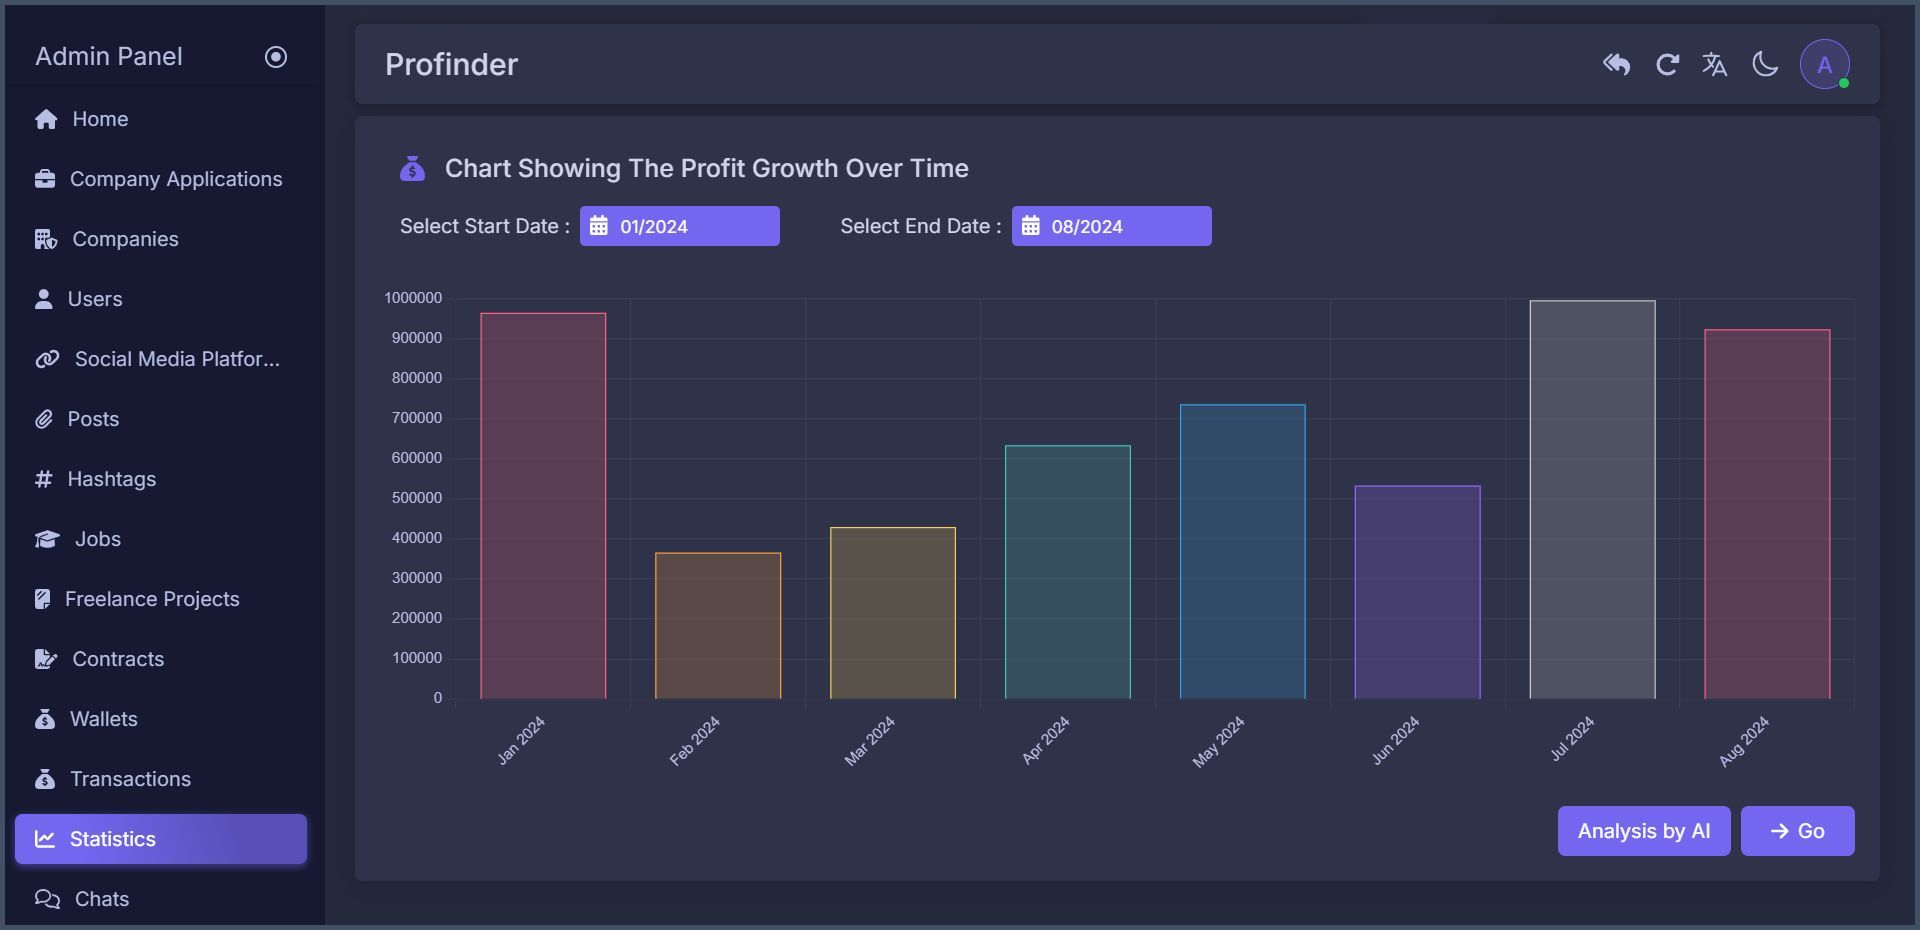 Admin Panel
Home
Company Applications
Companies
Users
Social Media Platfor...
Posts
Hashtags
Jobs
Freelance Projects
Contracts
Wallets
Transactions
Statistics
Chats
Profinder
A
Chart Showing The Profit Growth Over Time
Select Start Date : 01/2024 Select End Date : 08/2024
1000000
900000
800000
700000
600000
500000
400000
300000
200000
100000
0
Jan 2024 Feb 2024 Mar 2024 Apr 2024 May 2024 Jun 2024 Jul 2024 Aug 2024
Analysis by AI Go